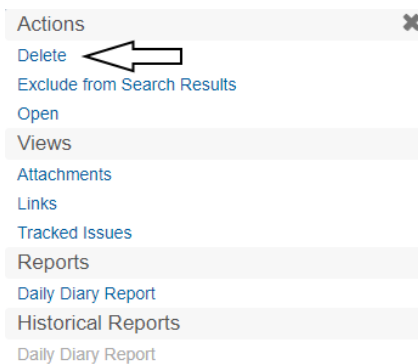 Actions
Delete
Exclude from Search Results
Open
Views
Attachments
Links
Tracked Issues
Reports
Daily Diary Report
Historical Reports
Daily Diary Report